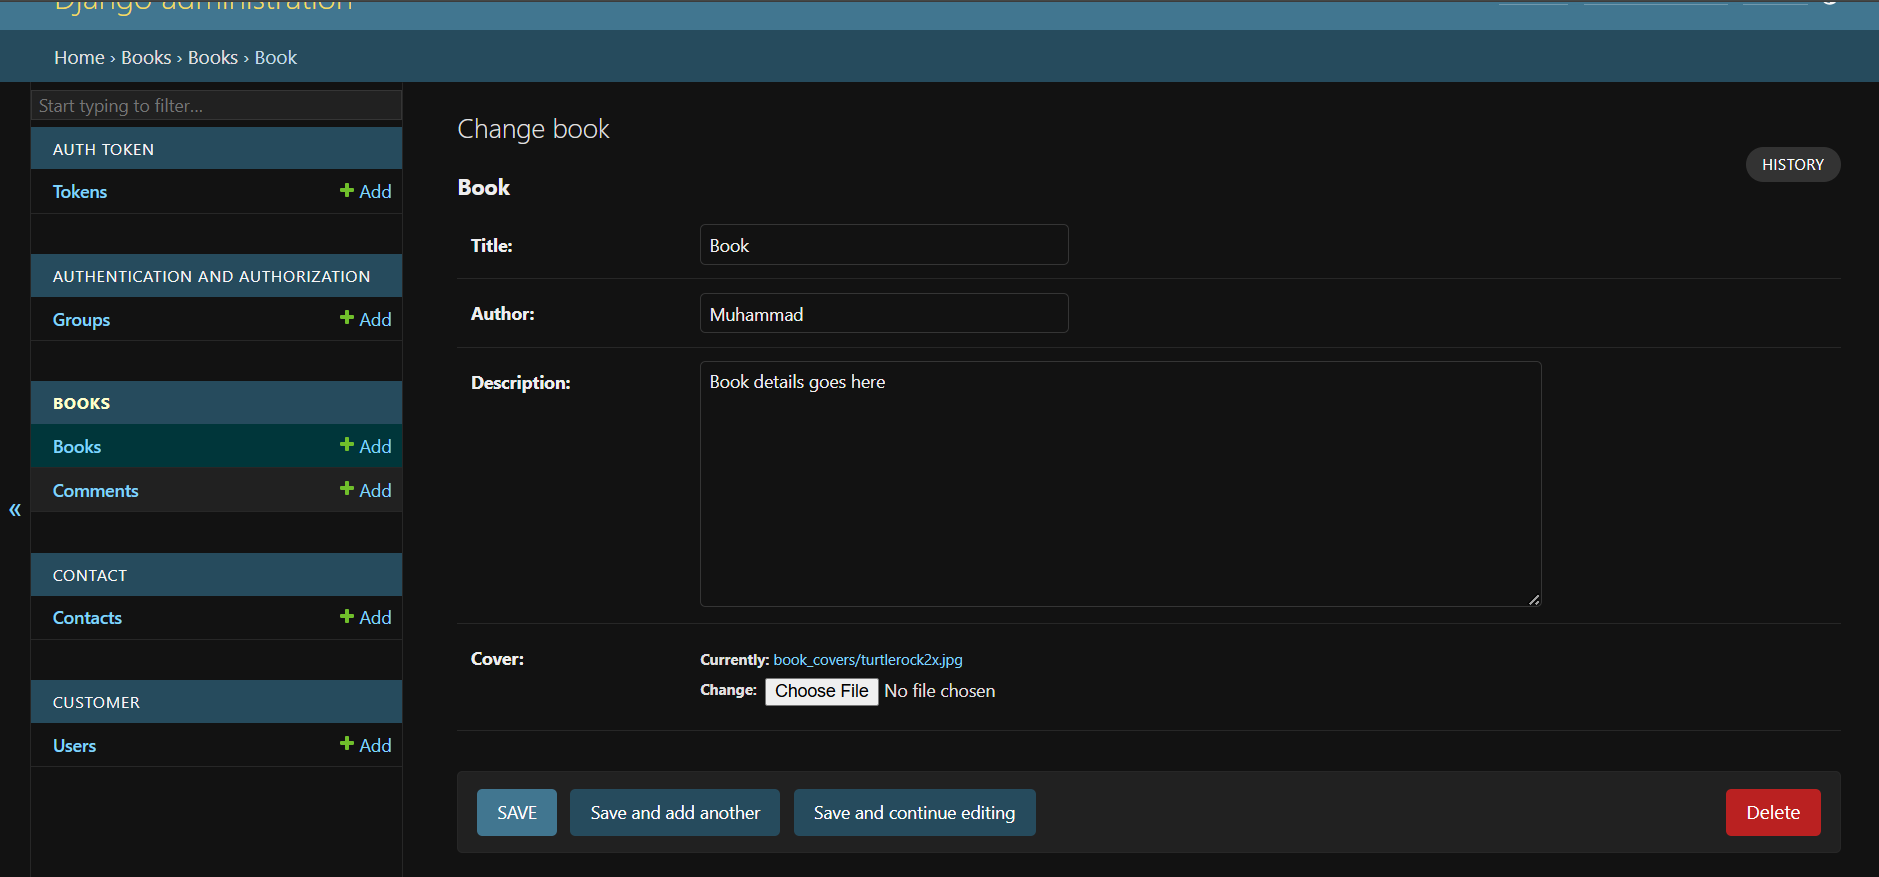 Django administration
Home › Books › Books › Book
Start typing to filter...
AUTH TOKEN
Tokens
Add
AUTHENTICATION AND AUTHORIZATION
Groups
Add
BOOKS
Books
Add
Comments
Add
«
CONTACT
Contacts
Add
CUSTOMER
Users
Add
Change book
HISTORY
Book
Title:
Book
Author:
Muhammad
Description:
Book details goes here
Cover:
Currently: book_covers/turtlerock2x.jpg
Change: Choose File No file chosen
SAVE
Save and add another
Save and continue editing
Delete